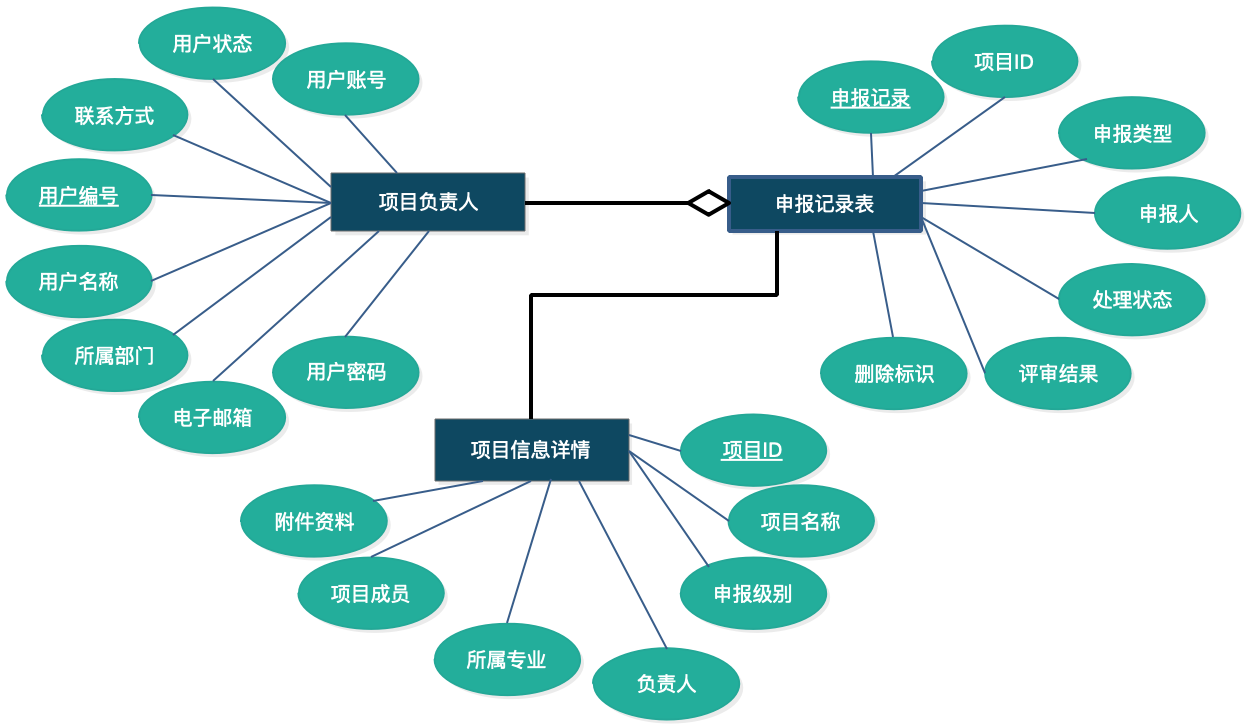 用户状态
用户账号
联系方式
用户编号
用户名称
所属部门
电子邮箱
用户密码
项目负责人
申报记录
项目ID
申报类型
申报人
处理状态
评审结果
删除标识
申报记录表
项目信息详情
项目ID
项目名称
申报级别
负责人
所属专业
项目成员
附件资料